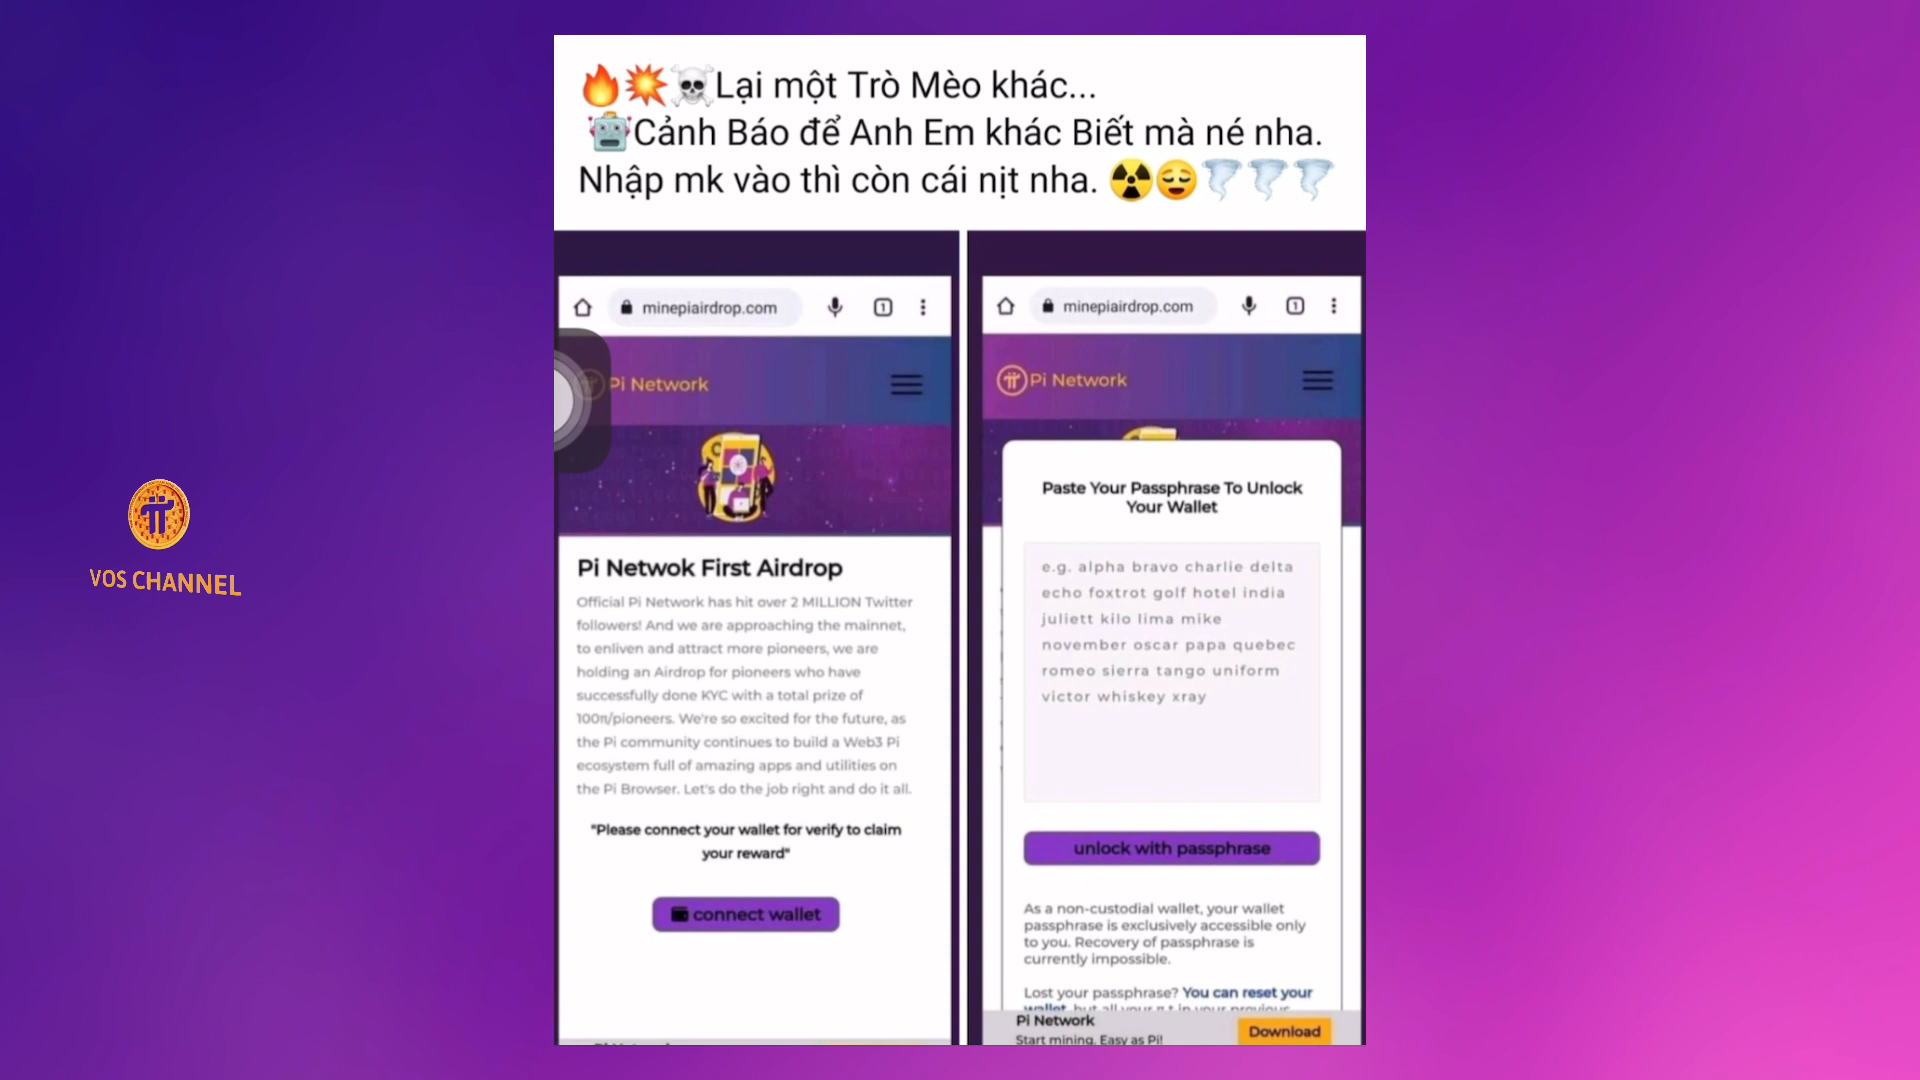 🔥💥☠️Lại một Trò Mèo khác...
🤖Cảnh Báo để Anh Em khác Biết mà né nha.
Nhập mk vào thì còn cái nịt nha. ☢️😌🌪️🌪️🌪️
minepiairdrop.com
1
Pi Network
Pi Netwok First Airdrop
Official Pi Network has hit over 2 MILLION Twitter
followers! And we are approaching the mainnet,
to enliven and attract more pioneers, we are
holding an Airdrop for pioneers who have
successfully done KYC with a total prize of
100π/pioneers. We're so excited for the future, as
the Pi community continues to build a Web3 Pi
ecosystem full of amazing apps and utilities on
the Pi Browser. Let's do the job right and do it all.
"Please connect your wallet for verify to claim
your reward"
connect wallet
minepiairdrop.com
1
Pi Network
Paste Your Passphrase To Unlock
Your Wallet
e.g. alpha bravo charlie delta
echo foxtrot golf hotel india
juliett kilo lima mike
november oscar papa quebec
romeo sierra tango uniform
victor whiskey xray
unlock with passphrase
As a non-custodial wallet, your wallet
passphrase is exclusively accessible only
to you. Recovery of passphrase is
currently impossible.
Lost your passphrase? You can reset your
wallet, but all your in your previous
Pi Network
Start mining. Easy as Pi!
Download
VOS CHANNEL